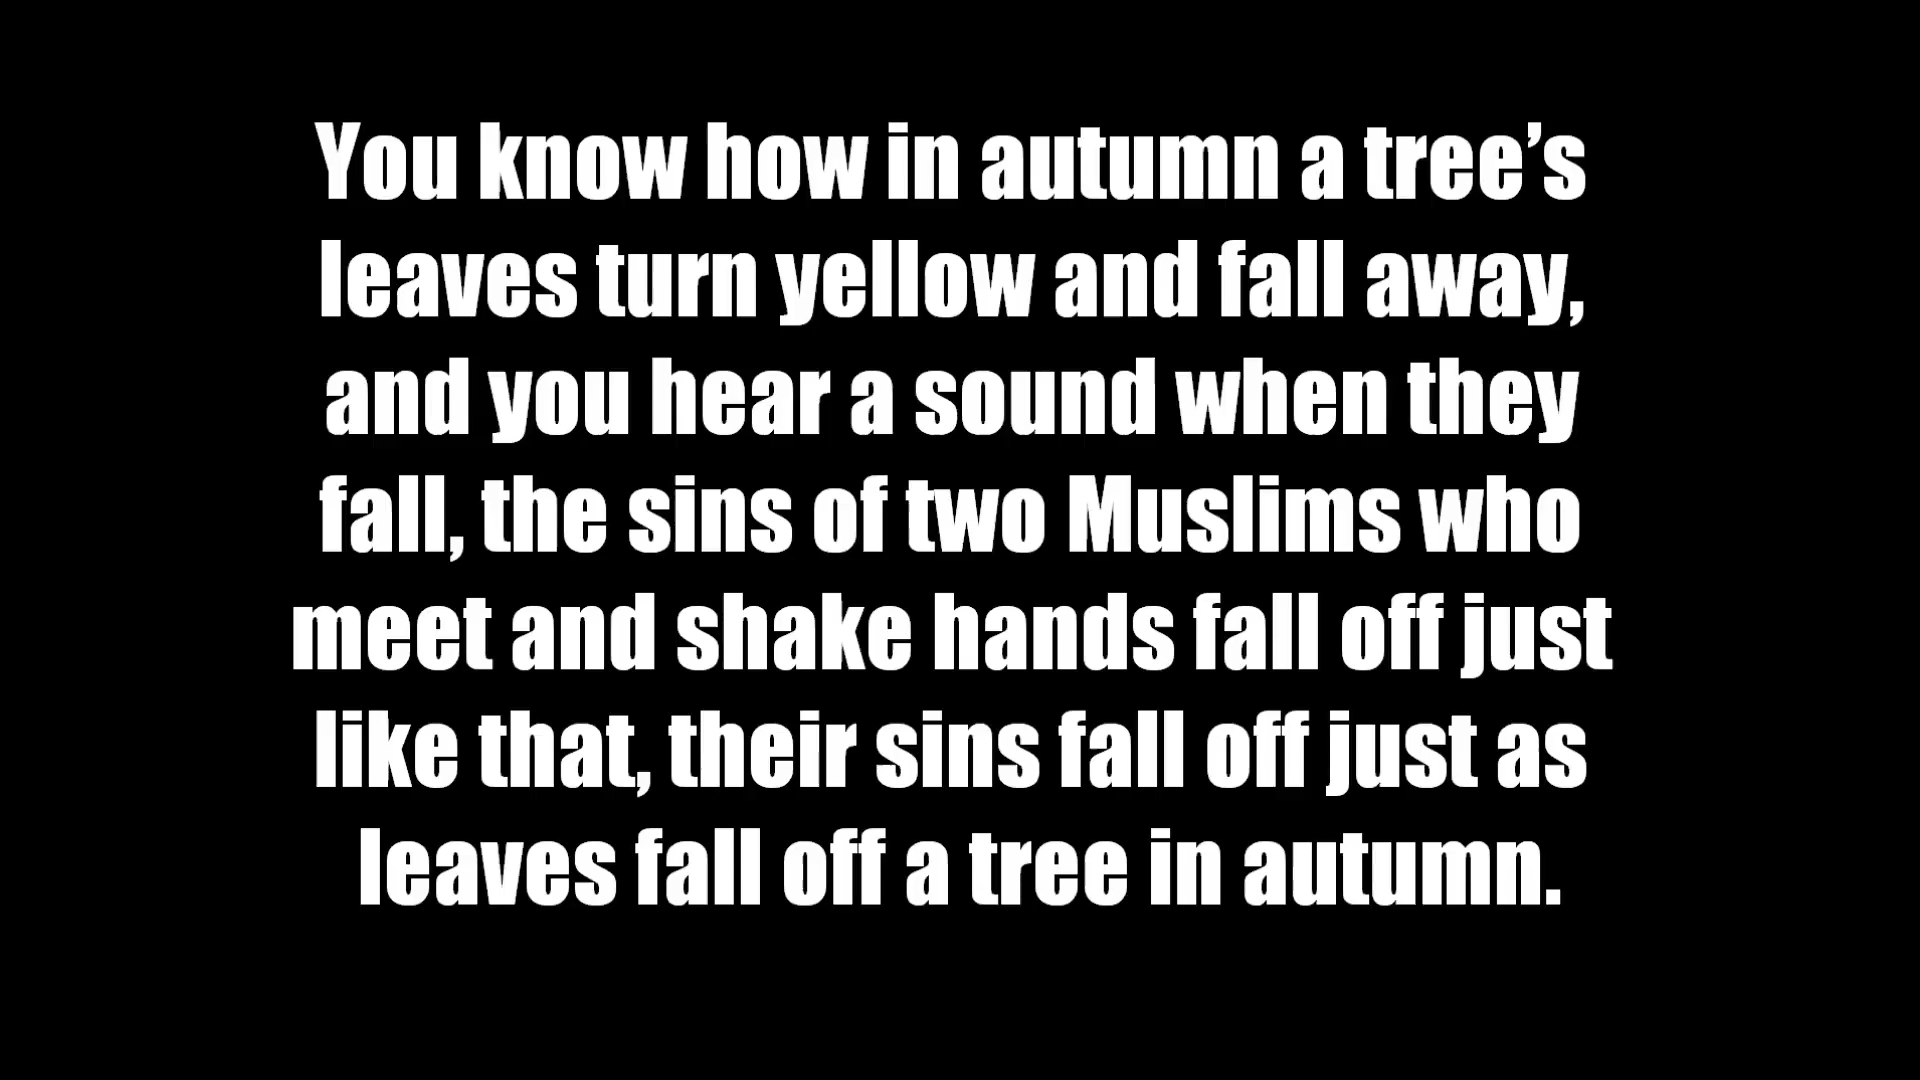 You know how in autumn a tree’s
leaves turn yellow and fall away,
and you hear a sound when they
fall, the sins of two Muslims who
meet and shake hands fall off just
like that, their sins fall off just as
leaves fall off a tree in autumn.